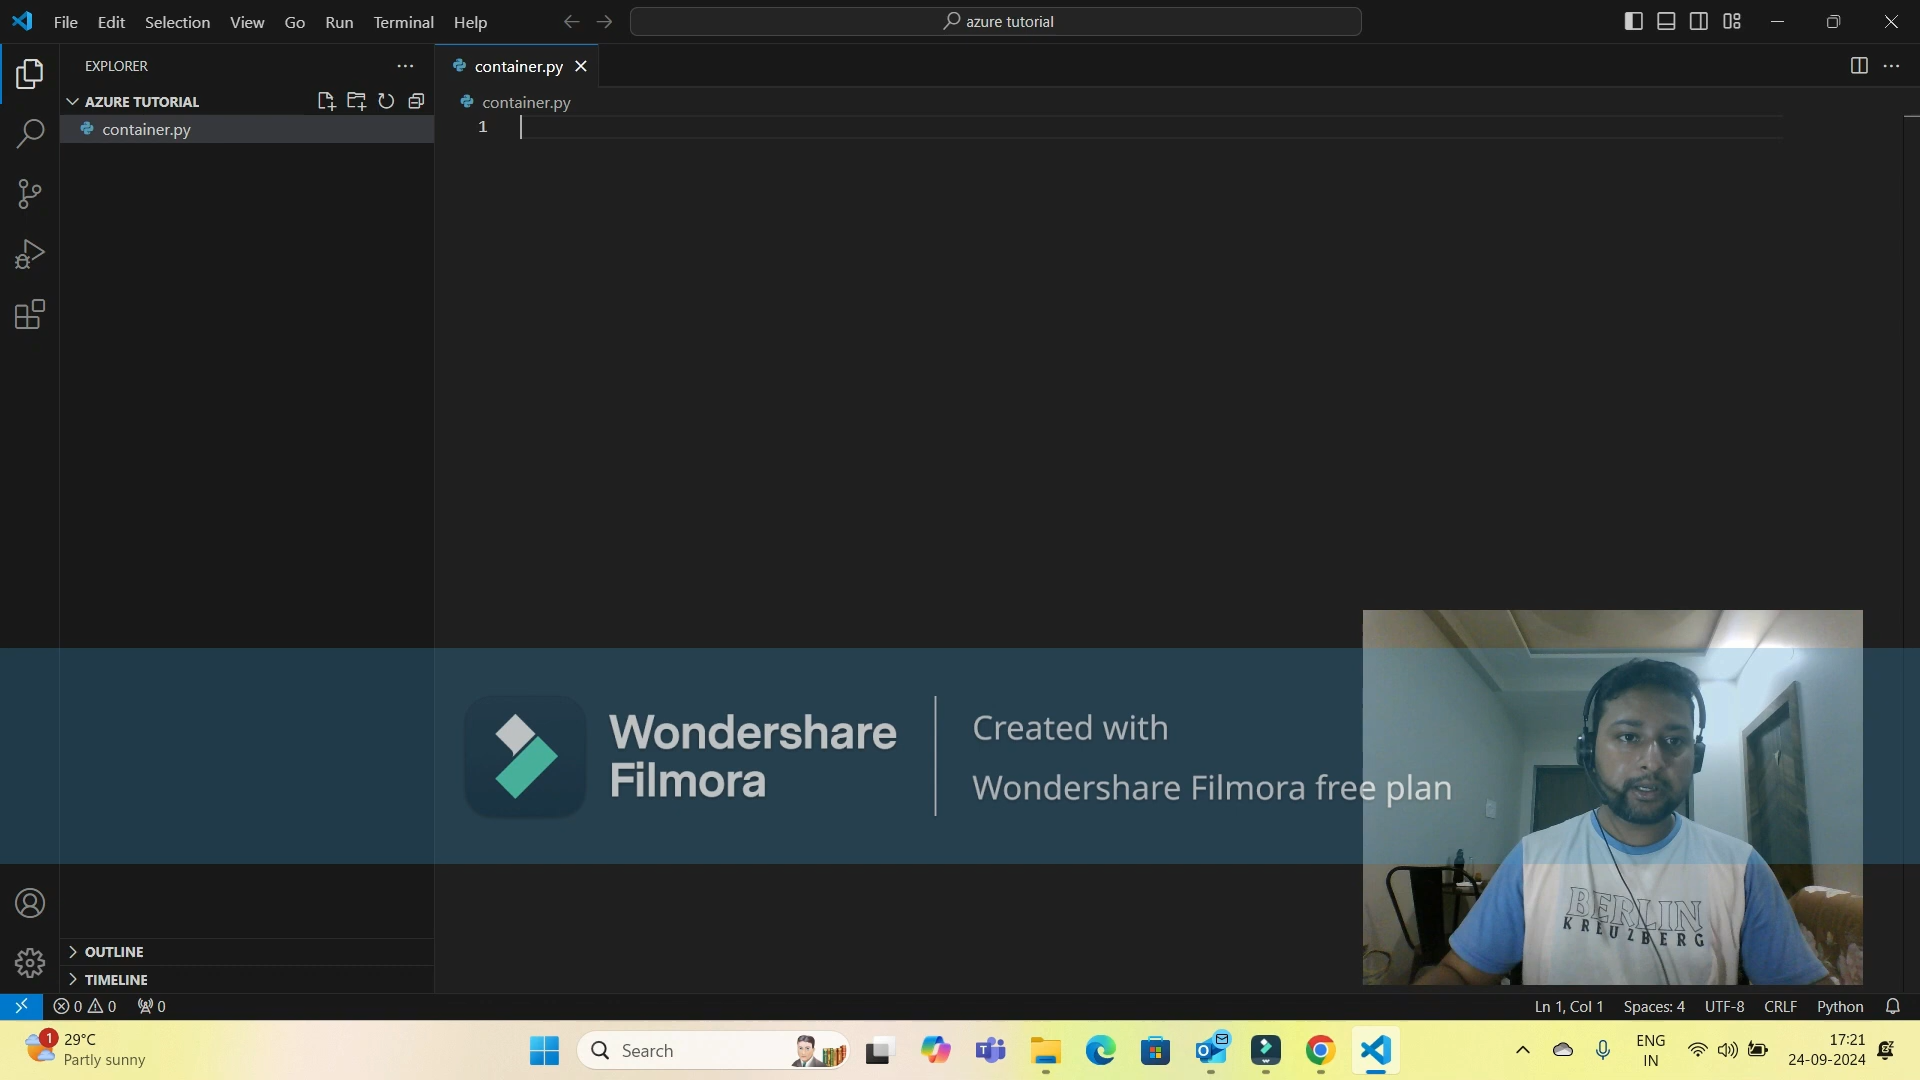 File Edit Selection View Go Run Terminal Help
azure tutorial
EXPLORER
container.py
AZURE TUTORIAL
container.py
container.py
1
Wondershare
Filmora
Created with
Wondershare Filmora free plan
BERLIN
KREUZBERG
OUTLINE
TIMELINE
0 0 0
Ln 1, Col 1 Spaces: 4 UTF-8 CRLF Python
1
29°C
Partly sunny
Search
ENG
IN
17:21
24-09-2024